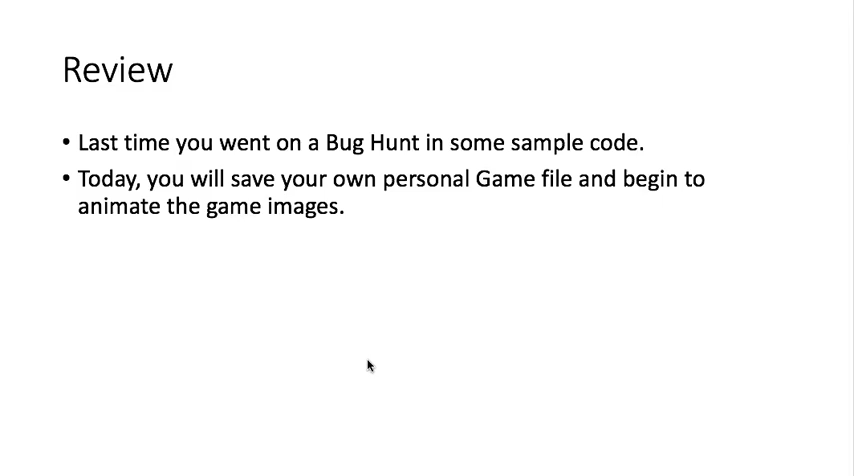 Review
• Last time you went on a Bug Hunt in some sample code.
• Today, you will save your own personal Game file and begin to
animate the game images.